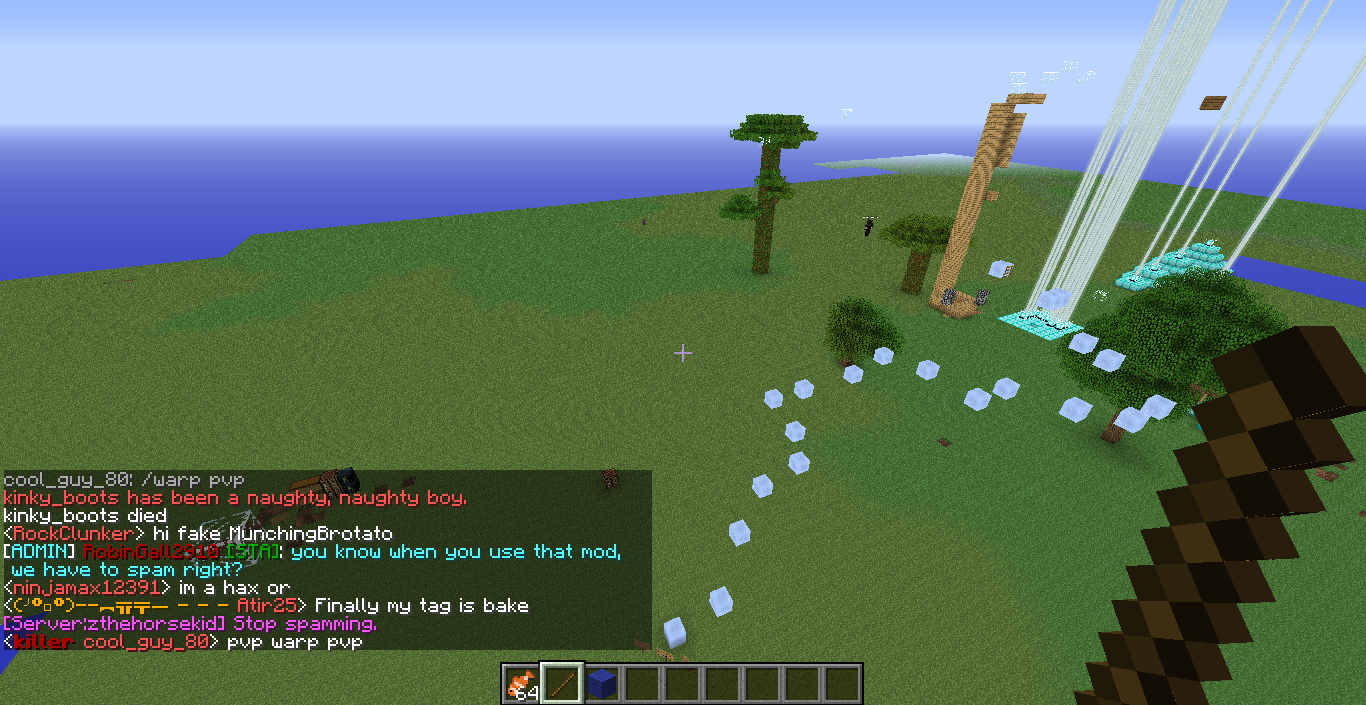 cool_guy_80: /warp pvp
kinky_boots has been a naughty, naughty boy.
kinky_boots died
<RockClunker> hi fake MunchingBrotato
[ADMIN] RobinGall2910 [STA]: you know when you use that mod,
we have to spam right?
<ninjamax12391> im a hax or
Atir25> Finally my tag is bake
[Server:zthehorsekid] Stop spamming.
<killer cool_guy_80> pvp warp pvp
64